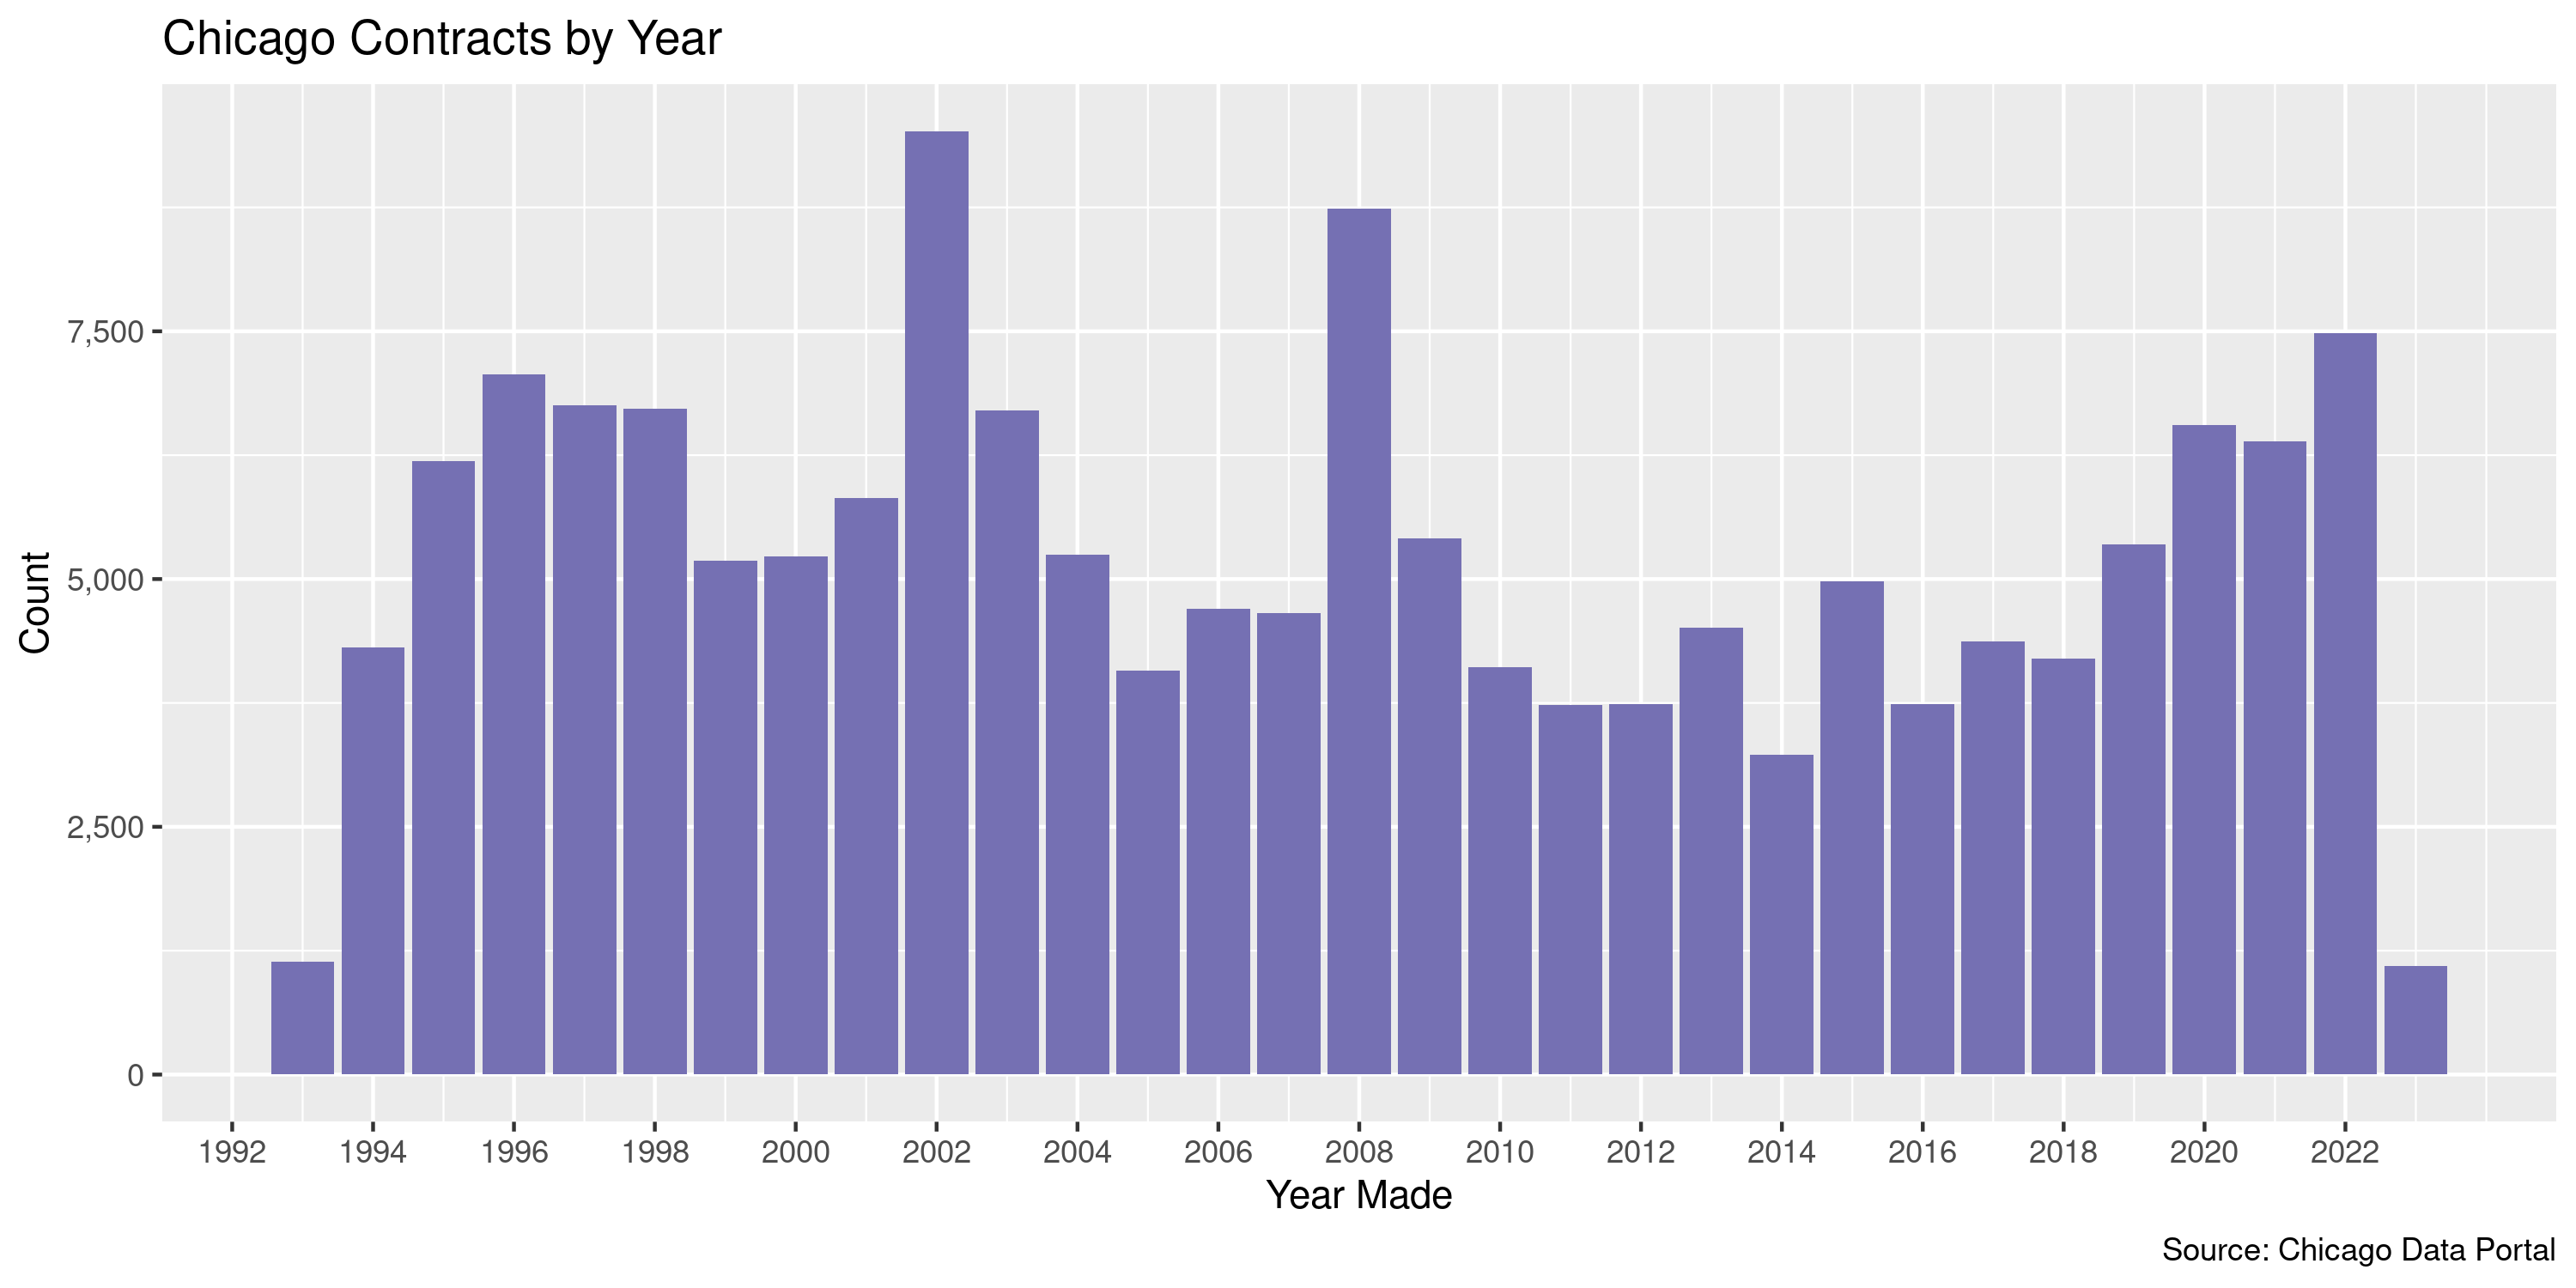 Chicago Contracts by Year
Count
7,500
5,000
2,500
0
1992 1994 1996 1998 2000 2002 2004 2006 2008 2010 2012 2014 2016 2018 2020 2022
Year Made
Source: Chicago Data Portal